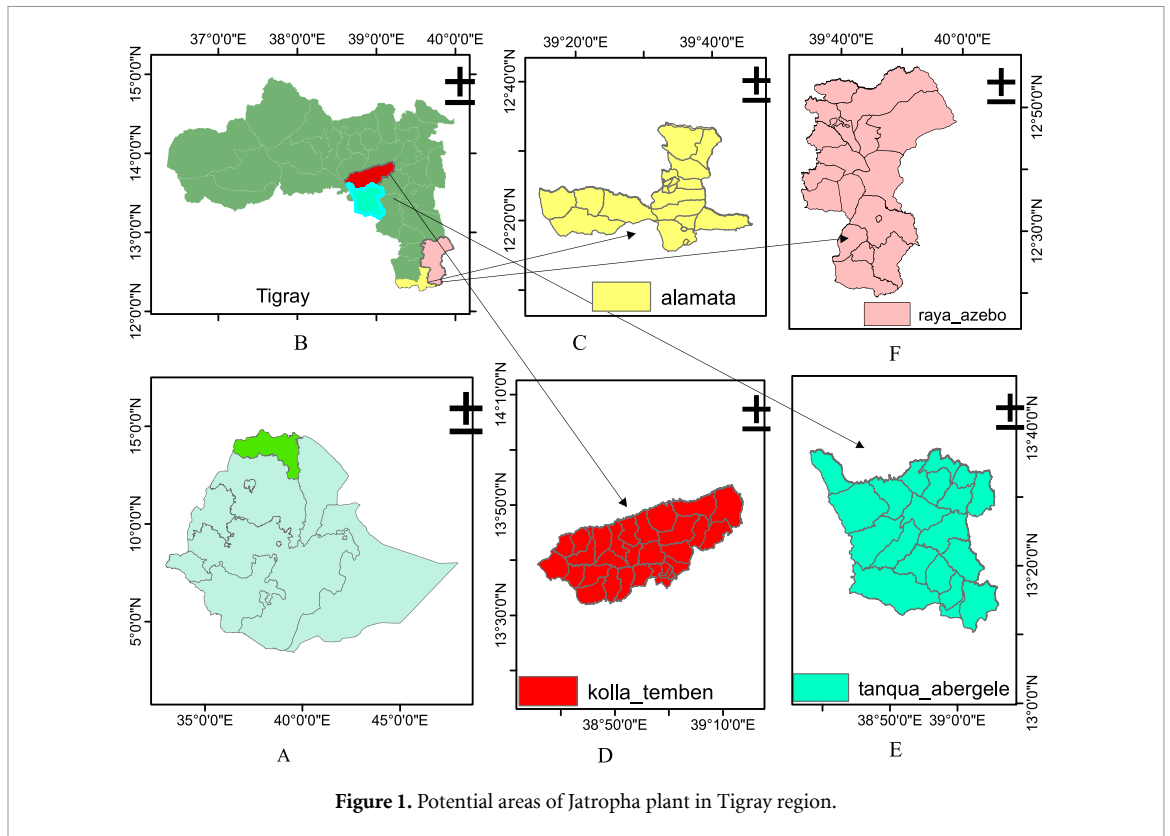 37°0'0"E 38°0'0"E 39°0'0"E 40°0'0"E
15°0'0"N
14°0'0"N
13°0'0"N
12°0'0"N
Tigray
B
39°20'0"E 39°40'0"E
12°40'0"N
12°20'0"N
alamata
C
39°40'0"E 40°0'0"E
12°50'0"N
12°30'0"N
raya_azebo
F
15°0'0"N
10°0'0"N
5°0'0"N
35°0'0"E 40°0'0"E 45°0'0"E
A
14°10'0"N
13°50'0"N
13°30'0"N
kolla_temben
38°50'0"E 39°10'0"E
D
13°40'0"N
13°20'0"N
13°0'0"N
tanqua_abergele
38°50'0"E 39°0'0"E
E
Figure 1. Potential areas of Jatropha plant in Tigray region.